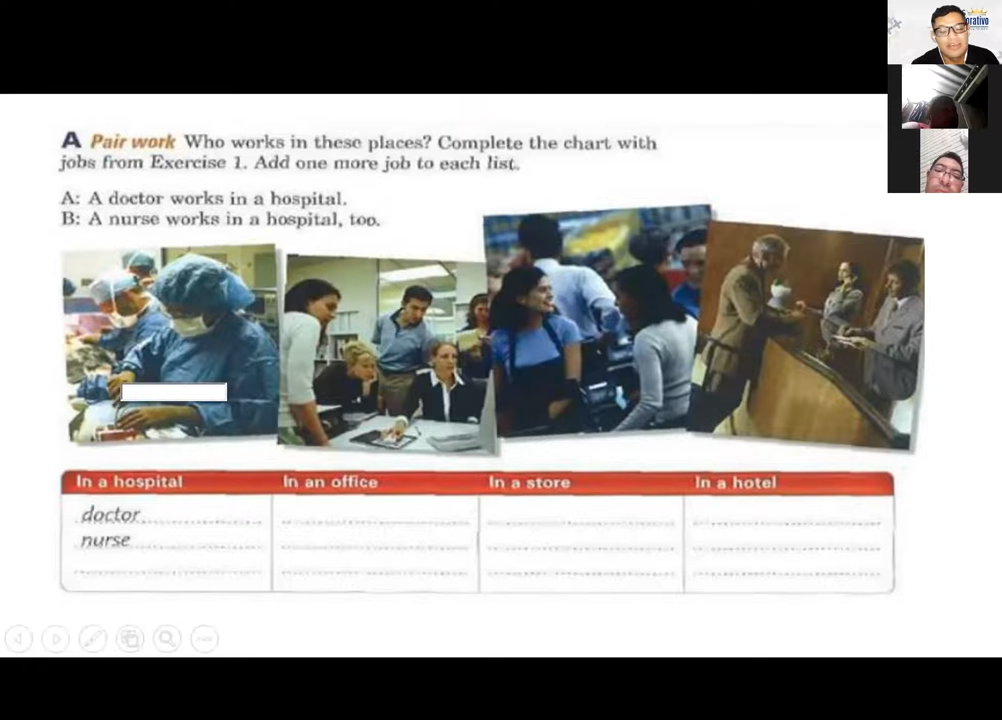 A Pair work Who works in these places? Complete the chart with
jobs from Exercise 1. Add one more job to each list.
A: A doctor works in a hospital.
B: A nurse works in a hospital, too.
In a hospital
In an office
In a store
In a hotel
doctor
nurse